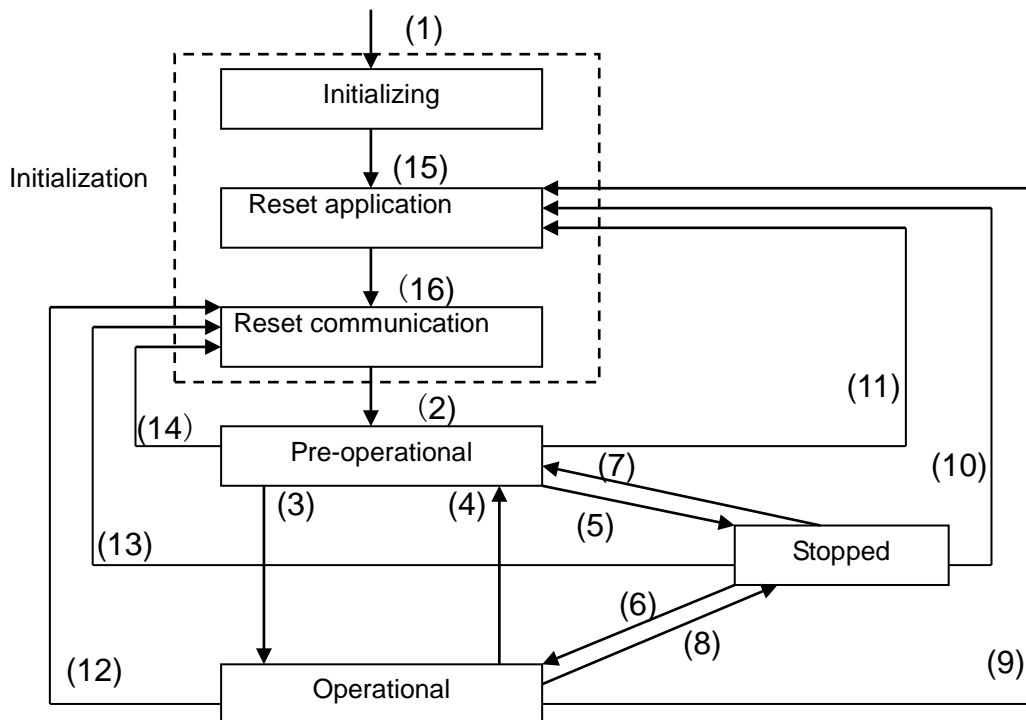 (1)
Initializing
Initialization
(15)
Reset application
(16)
Reset communication
(11)
(2)
(14）
Pre-operational
(7)
(10)
(3)
(4)
(5)
(13)
Stopped
(6)
(8)
(12)
(9)
Operational